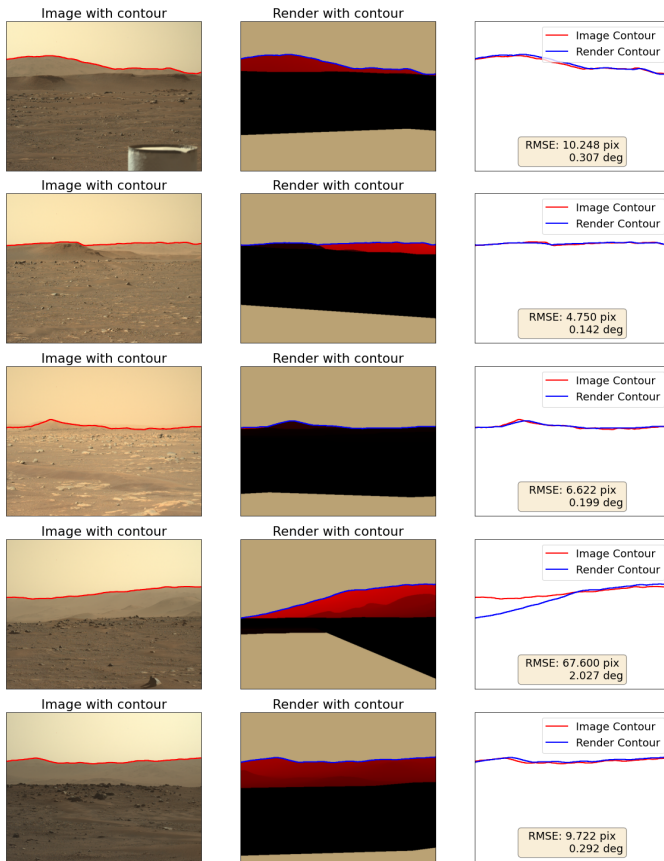 Image with contour
Render with contour
Image Contour
Render Contour
RMSE: 10.248 pix
0.307 deg
Image with contour
Render with contour
Image Contour
Render Contour
RMSE: 4.750 pix
0.142 deg
Image with contour
Render with contour
Image Contour
Render Contour
RMSE: 6.622 pix
0.199 deg
Image with contour
Render with contour
Image Contour
Render Contour
RMSE: 67.600 pix
2.027 deg
Image with contour
Render with contour
Image Contour
Render Contour
RMSE: 9.722 pix
0.292 deg